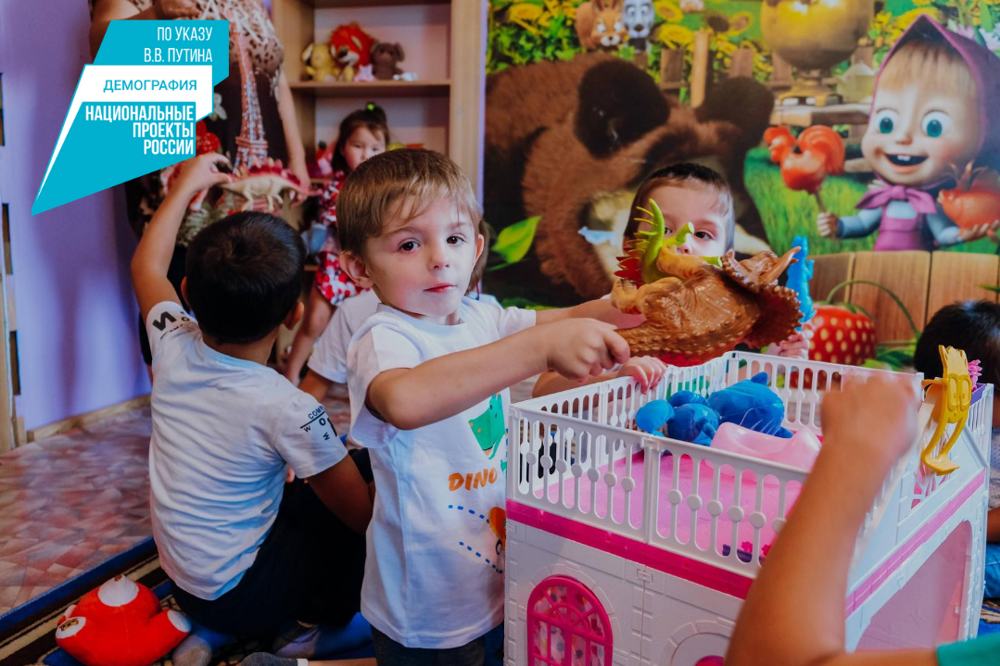 ПО УКАЗУ
В.В. ПУТИНА
ДЕМОГРАФИЯ
НАЦИОНАЛЬНЫЕ
ПРОЕКТЫ
РОССИИ
DINO